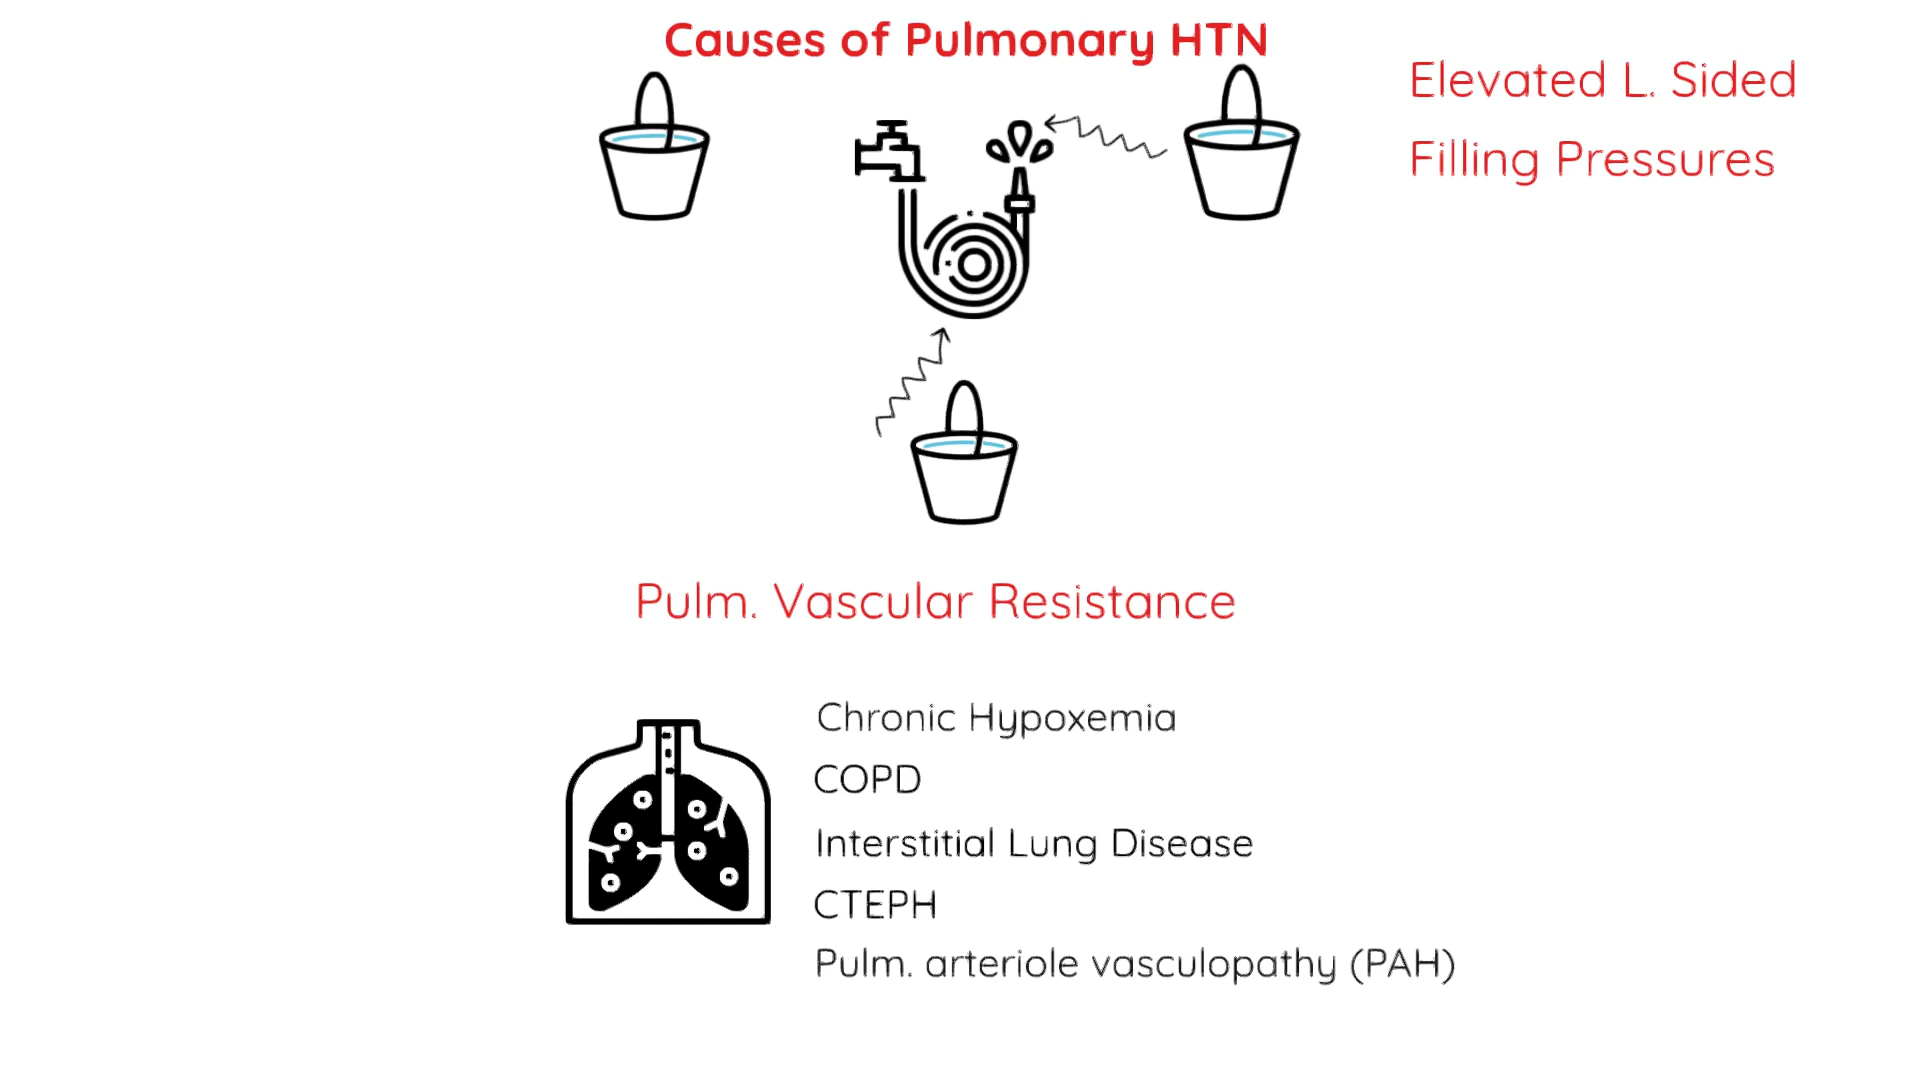 Causes of Pulmonary HTN
Elevated L. Sided
Filling Pressures
Pulm. Vascular Resistance
Chronic Hypoxemia
COPD
Interstitial Lung Disease
CTEPH
Pulm. arteriole vasculopathy (PAH)